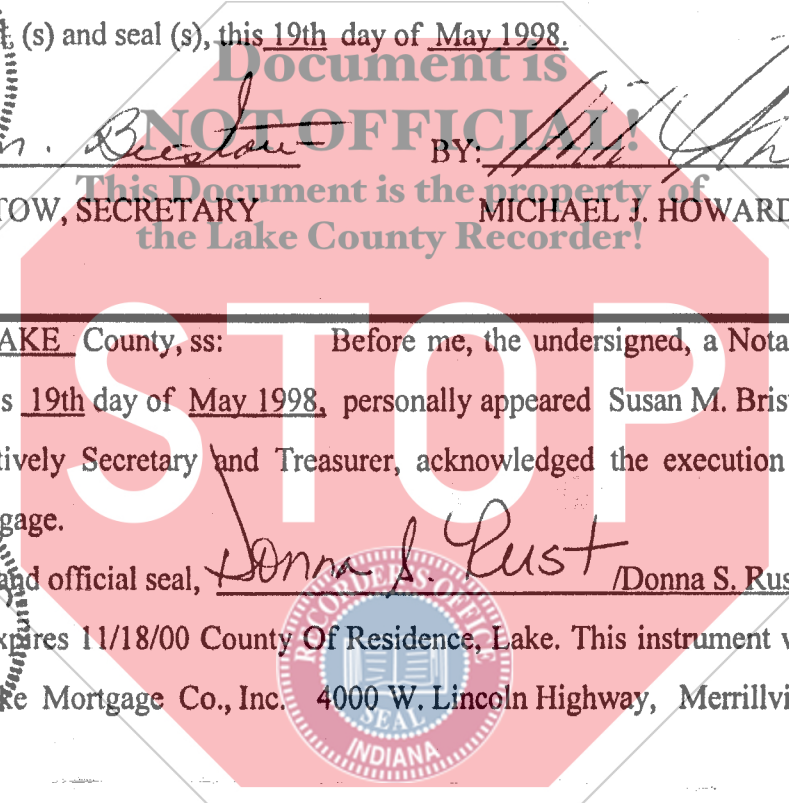 (s) and seal (s), this 19th day of May 1998.
Document is
NOT OFFICIAL!
BY:
This Document is the property of
TOW, SECRETARY MICHAEL J. HOWARD
the Lake County Recorder!
STOP
AKE County, ss: Before me, the undersigned, a Nota
s 19th day of May 1998, personally appeared Susan M. Brist
tively Secretary and Treasurer, acknowledged the execution
gage.
and official seal, Donna S. Rust /Donna S. Rus
xpires 11/18/00 County Of Residence, Lake. This instrument w
ke Mortgage Co., Inc. 4000 W. Lincoln Highway, Merrillvi
RECORDER'S OFFICE
SEAL
INDIANA